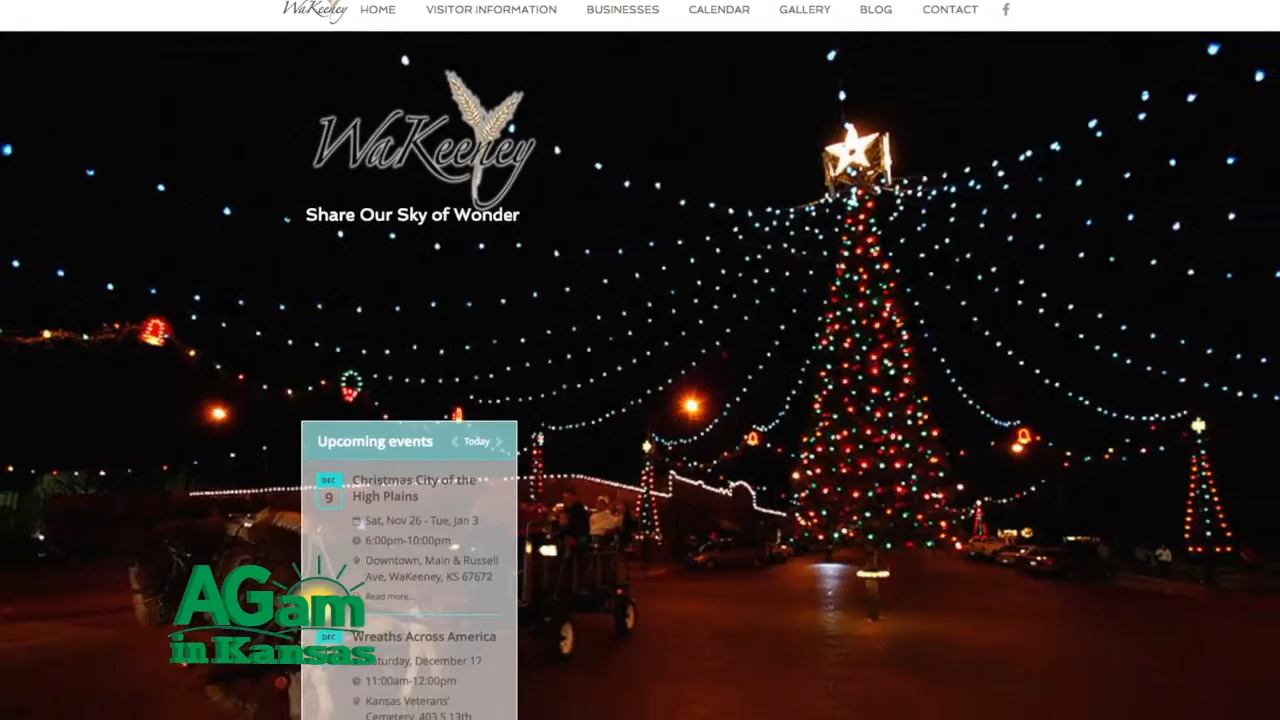 WaKeeney
HOME
VISITOR INFORMATION
BUSINESSES
CALENDAR
GALLERY
BLOG
CONTACT
WaKeeney
Share Our Sky of Wonder
Upcoming events
Today
DEC
9
Christmas City of the
High Plains
Sat, Nov 26 - Tue, Jan 3
6:00pm-10:00pm
Downtown, Main & Russell
Ave, WaKeeney, KS 67672
Read more...
DEC
Wreaths Across America
Saturday, December 17
11:00am-12:00pm
Kansas Veterans'
Cemetery, 403 S 13th
AGam
in Kansas